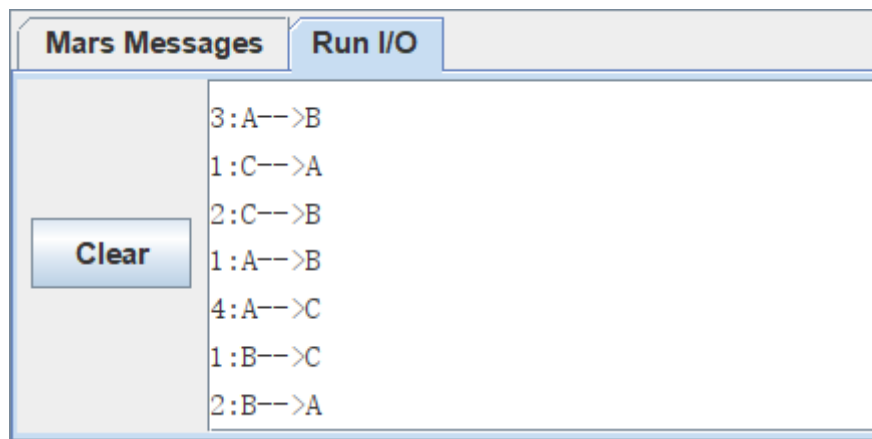 Mars Messages
Run I/O
Clear
3:A-->B
1:C-->A
2:C-->B
1:A-->B
4:A-->C
1:B-->C
2:B-->A